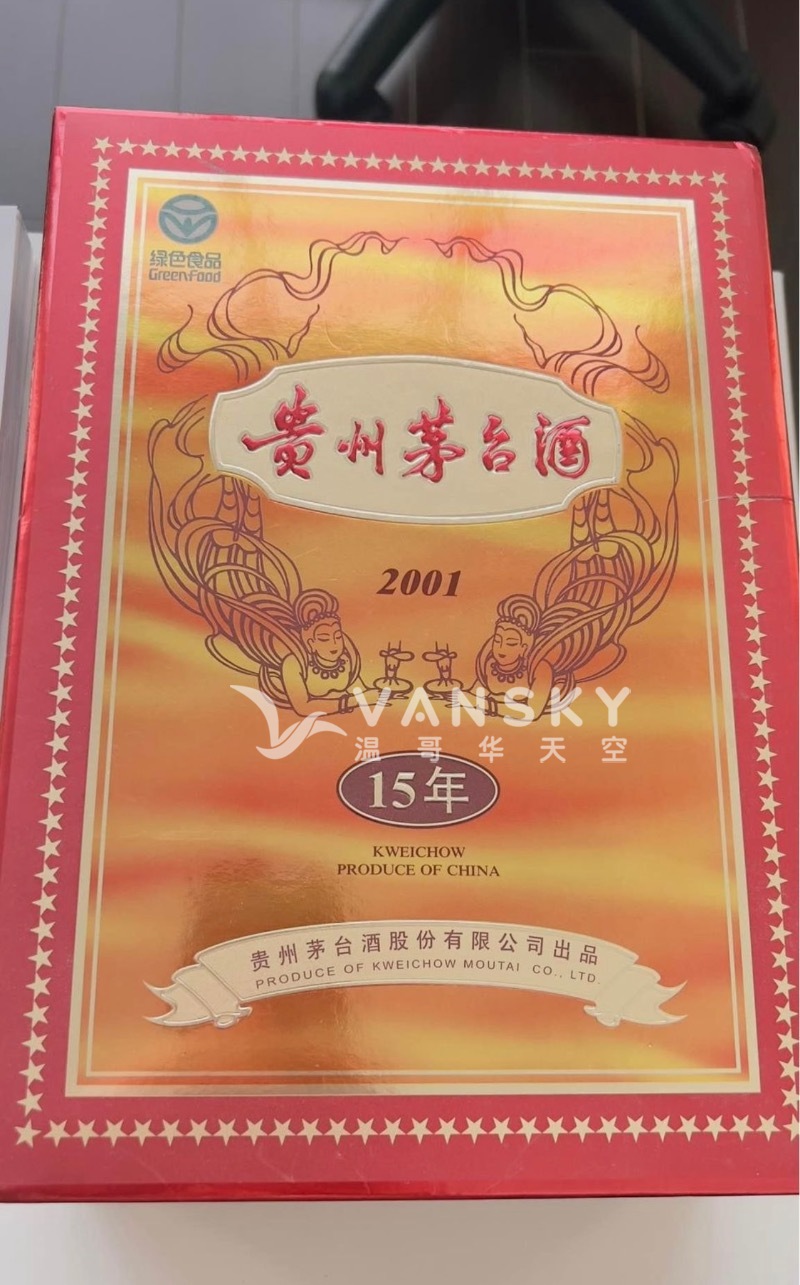 绿色食品
GreenFood
贵州茅台酒
2001
VANSKY
温哥华天空
15年
KWEICHOW
PRODUCE OF CHINA
贵州茅台酒股份有限公司出品
PRODUCE OF KWEICHOW MOUTAI CO., LTD.